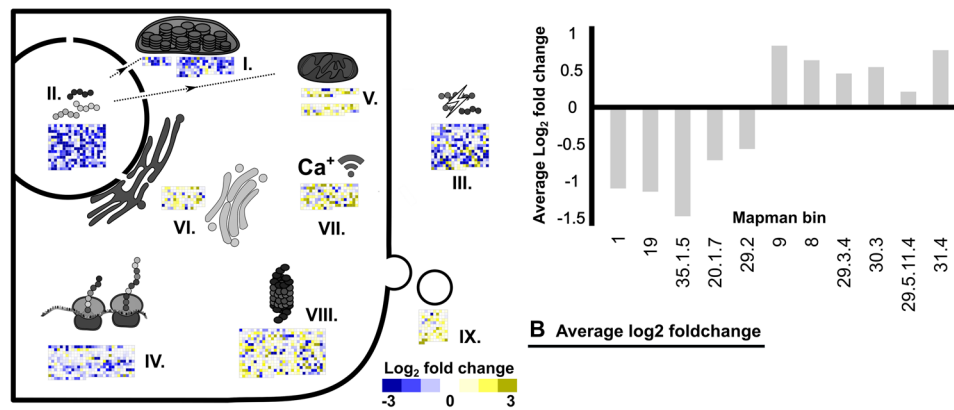 I.
II.
V.
III.
Ca⁺
VI.
VII.
VIII.
IV.
IX.
Log₂ fold change
-3 0 3
Average Log₂ fold change
1
0.5
0
-0.5
-1
-1.5
Mapman bin
1
19
35.1.5
20.1.7
29.2
9
8
29.3.4
30.3
29.5.11.4
31.4
B Average log2 foldchange